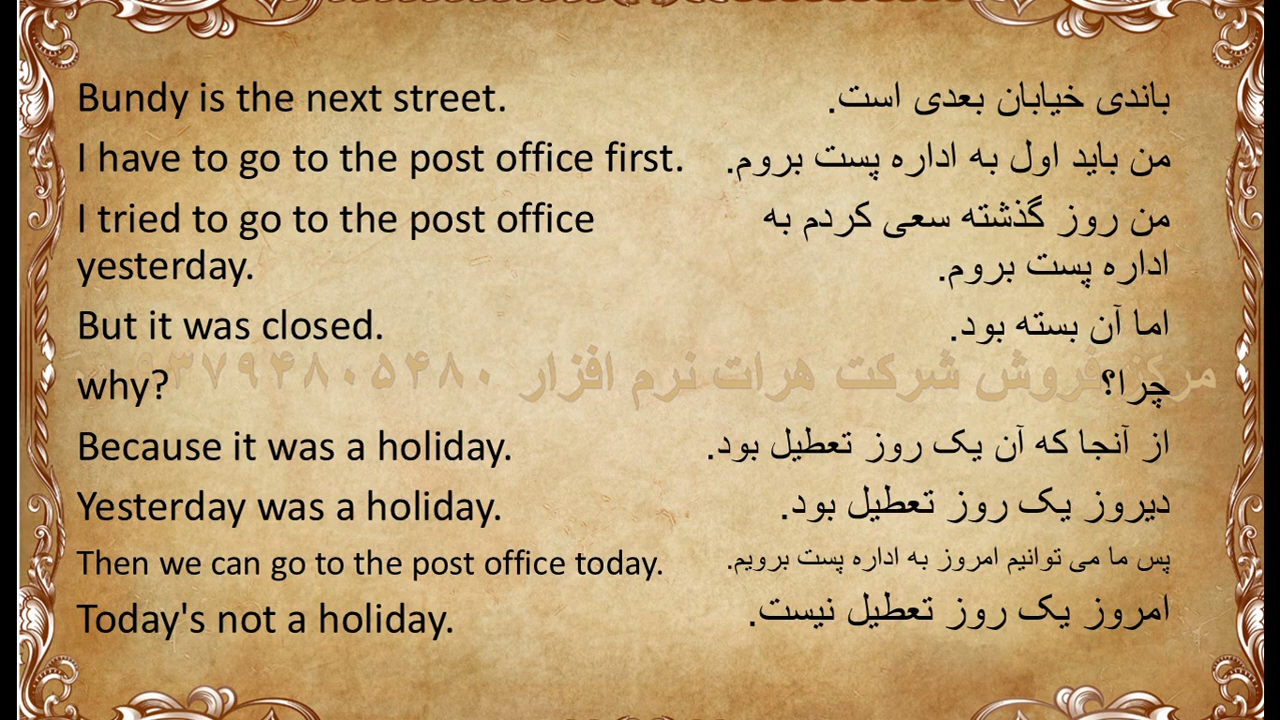 Bundy is the next street.
باندی خیابان بعدی است.
I have to go to the post office first.
من باید اول به اداره پست بروم.
I tried to go to the post office
yesterday.
من روز گذشته سعی کردم به
اداره پست بروم.
But it was closed.
اما آن بسته بود.
why?
چرا؟
مرکز فروش شرکت هرات نرم افزار
Because it was a holiday.
از آنجا که آن یک روز تعطیل بود.
Yesterday was a holiday.
دیروز یک روز تعطیل بود.
Then we can go to the post office today.
پس ما می توانیم امروز به اداره پست برویم.
Today's not a holiday.
امروز یک روز تعطیل نیست.